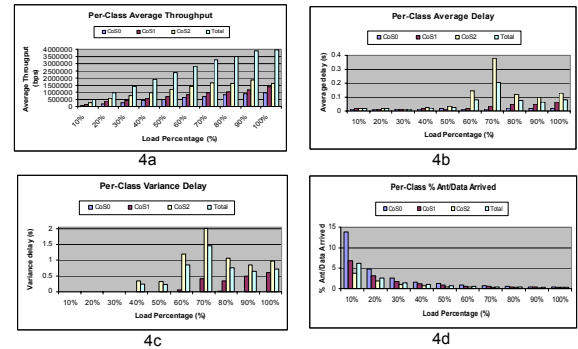 Per-Class Average Throughput
CoS0 CoS1 CoS2 Total
Average Througput (bps)
4000000
3500000
3000000
2500000
2000000
1500000
1000000
500000
0
10% 20% 30% 40% 50% 60% 70% 80% 90% 100%
Load Percentage (%)
4a
Per-Class Average Delay
CoS0 CoS1 CoS2 Total
Average delay (s)
0.4
0.3
0.2
0.1
0
10% 20% 30% 40% 50% 60% 70% 80% 90% 100%
Load Percentage (%)
4b
Per-Class Variance Delay
CoS0 CoS1 CoS2 Total
Variance delay (s)
2
1.5
1
0.5
0
10% 20% 30% 40% 50% 60% 70% 80% 90% 100%
Load Percentage (%)
4c
Per-Class % Ant/Data Arrived
CoS0 CoS1 CoS2 Total
% Ant/Data Arrived
15
10
5
0
10% 20% 30% 40% 50% 60% 70% 80% 90% 100%
Load Percentage (%)
4d